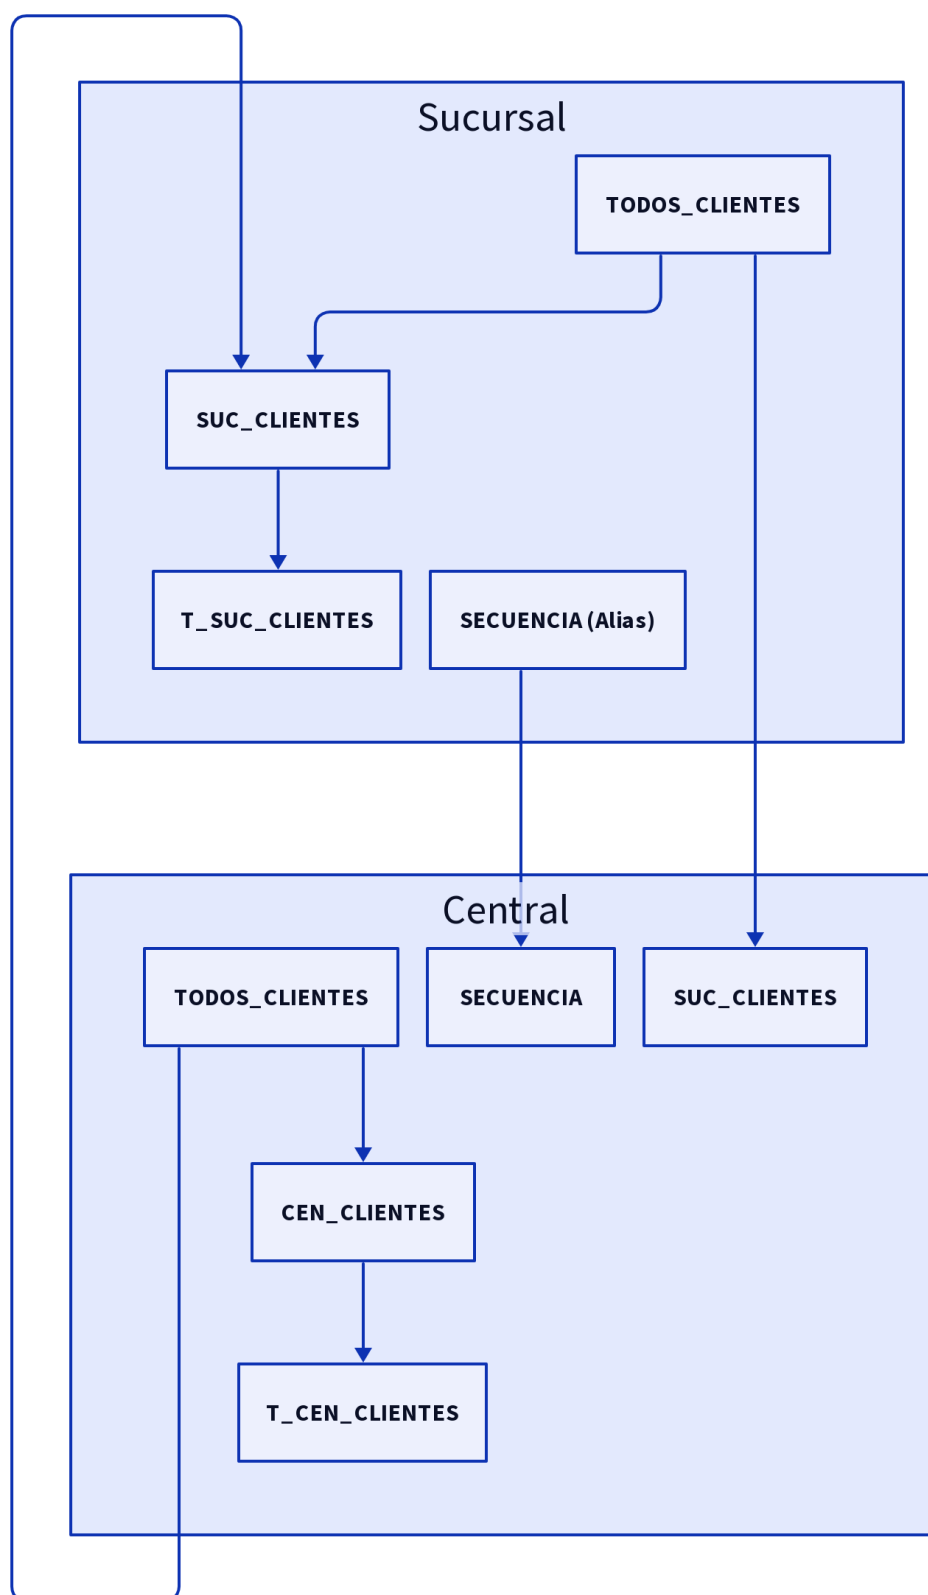 Sucursal
TODOS_CLIENTES
SUC_CLIENTES
T_SUC_CLIENTES
SECUENCIA (Alias)
Central
TODOS_CLIENTES
SECUENCIA
SUC_CLIENTES
CEN_CLIENTES
T_CEN_CLIENTES